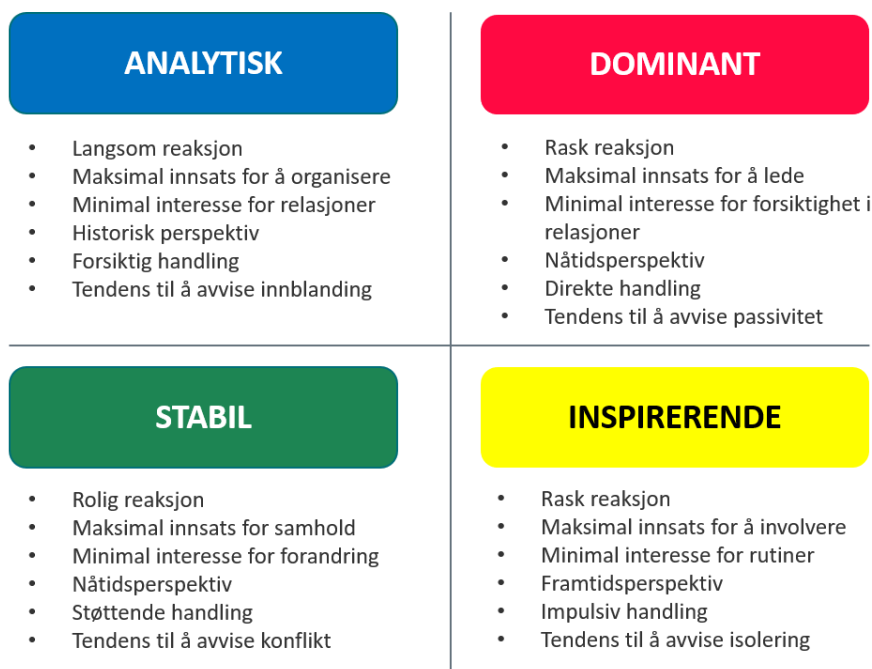 ANALYTISK
• Langsom reaksjon
• Maksimal innsats for å organisere
• Minimal interesse for relasjoner
• Historisk perspektiv
• Forsiktig handling
• Tendens til å avvise innblanding
DOMINANT
• Rask reaksjon
• Maksimal innsats for å lede
• Minimal interesse for forsiktighet i
relasjoner
• Nåtidsperspektiv
• Direkte handling
• Tendens til å avvise passivitet
STABIL
• Rolig reaksjon
• Maksimal innsats for samhold
• Minimal interesse for forandring
• Nåtidsperspektiv
• Støttende handling
• Tendens til å avvise konflikt
INSPIRERENDE
• Rask reaksjon
• Maksimal innsats for å involvere
• Minimal interesse for rutiner
• Framtidsperspektiv
• Impulsiv handling
• Tendens til å avvise isolering